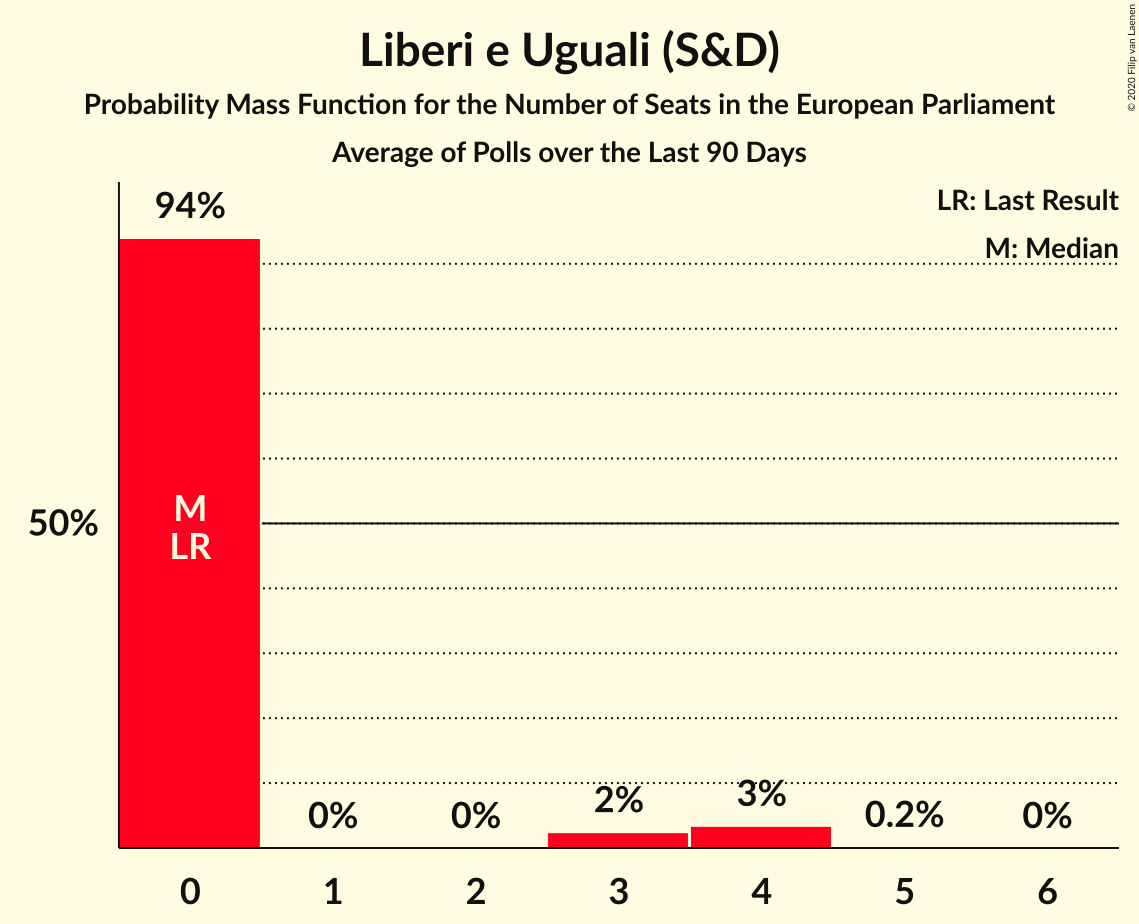 Liberi e Uguali (S&D)
Probability Mass Function for the Number of Seats in the European Parliament
Average of Polls over the Last 90 Days
© 2020 Filip van Laenen
LR: Last Result
M: Median
94%
50%
M
LR
0%
0%
2%
3%
0.2%
0%
0
1
2
3
4
5
6